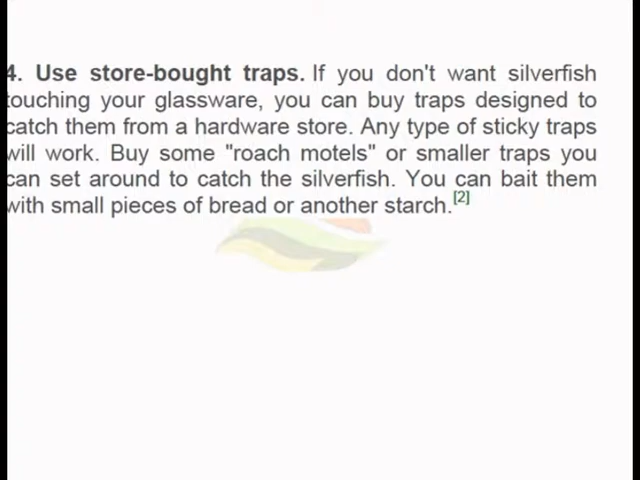 4. Use store-bought traps. If you don't want silverfish
touching your glassware, you can buy traps designed to
catch them from a hardware store. Any type of sticky traps
will work. Buy some "roach motels" or smaller traps you
can set around to catch the silverfish. You can bait them
with small pieces of bread or another starch.[2]